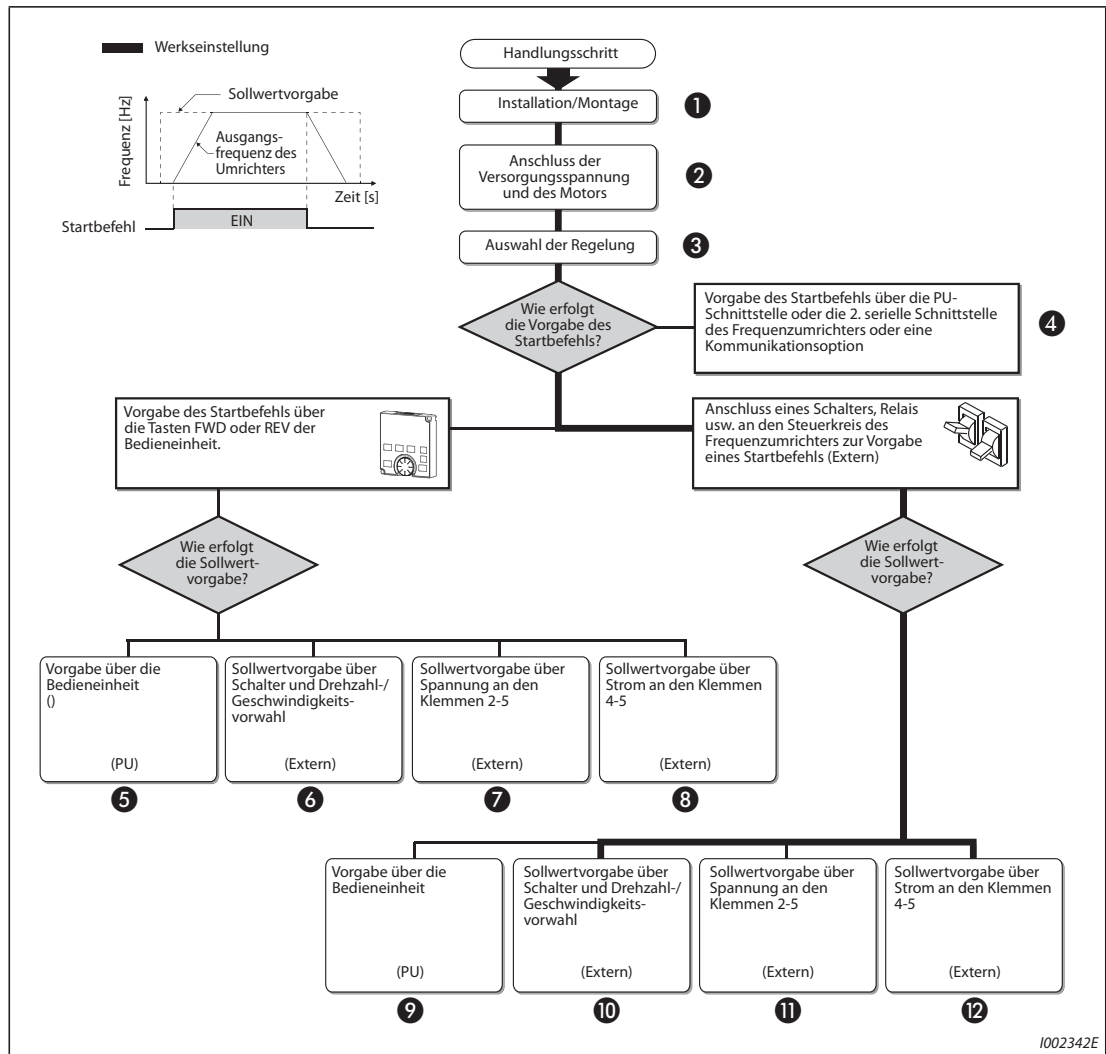 Werkseinstellung
Frequenz [Hz]
Sollwertvorgabe
Ausgangs-
frequenz des
Umrichters
Zeit [s]
Startbefehl
EIN
Handlungsschritt
Installation/Montage
1
Anschluss der
Versorgungsspannung
und des Motors
2
Auswahl der Regelung
3
Wie erfolgt
die Vorgabe des
Startbefehls?
Vorgabe des Startbefehls über die PU-
Schnittstelle oder die 2. serielle Schnittstelle
des Frequenzumrichters oder eine
Kommunikationsoption
4
Vorgabe des Startbefehls über
die Tasten FWD oder REV der
Bedieneinheit.
Anschluss eines Schalters, Relais
usw. an den Steuerkreis des
Frequenzumrichters zur Vorgabe
eines Startbefehls (Extern)
Wie erfolgt
die Sollwert-
vorgabe?
Wie erfolgt
die Sollwert-
vorgabe?
Vorgabe über die
Bedieneinheit
()
(PU)
5
Sollwertvorgabe über
Schalter und Drehzahl-/
Geschwindigkeits-
vorwahl
(Extern)
6
Sollwertvorgabe über
Spannung an den
Klemmen 2-5
(Extern)
7
Sollwertvorgabe über
Strom an den Klemmen
4-5
(Extern)
8
Vorgabe über die
Bedieneinheit
(PU)
9
Sollwertvorgabe über
Schalter und Drehzahl-/
Geschwindigkeits-
vorwahl
(Extern)
10
Sollwertvorgabe über
Spannung an den
Klemmen 2-5
(Extern)
11
Sollwertvorgabe über
Strom an den Klemmen
4-5
(Extern)
12
I002342E